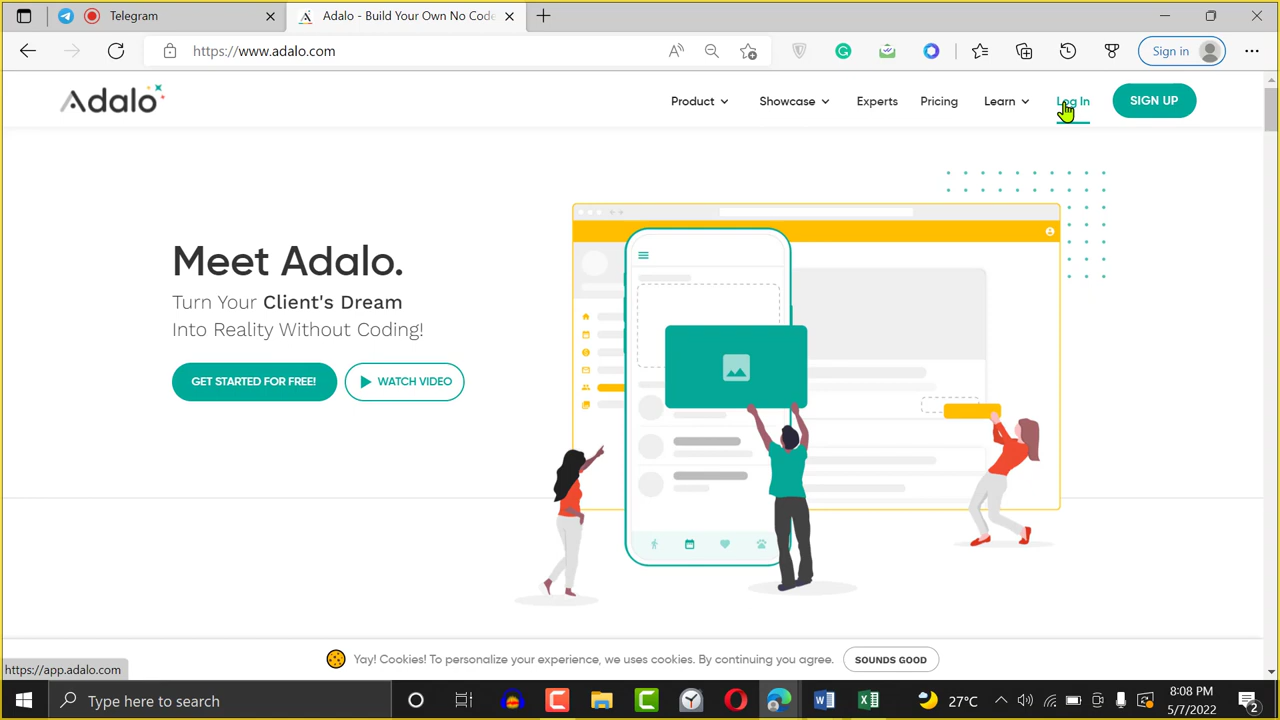 Telegram
Adalo - Build Your Own No Code
https://www.adalo.com
Sign in
Adalo
Product
Showcase
Experts
Pricing
Learn
Log In
SIGN UP
Meet Adalo.
Turn Your Client's Dream
Into Reality Without Coding!
GET STARTED FOR FREE!
WATCH VIDEO
Yay! Cookies! To personalize your experience, we uses cookies. By continuing you agree.
SOUNDS GOOD
https://app.adalo.com
Type here to search
27°C
8:08 PM
5/7/2022
2